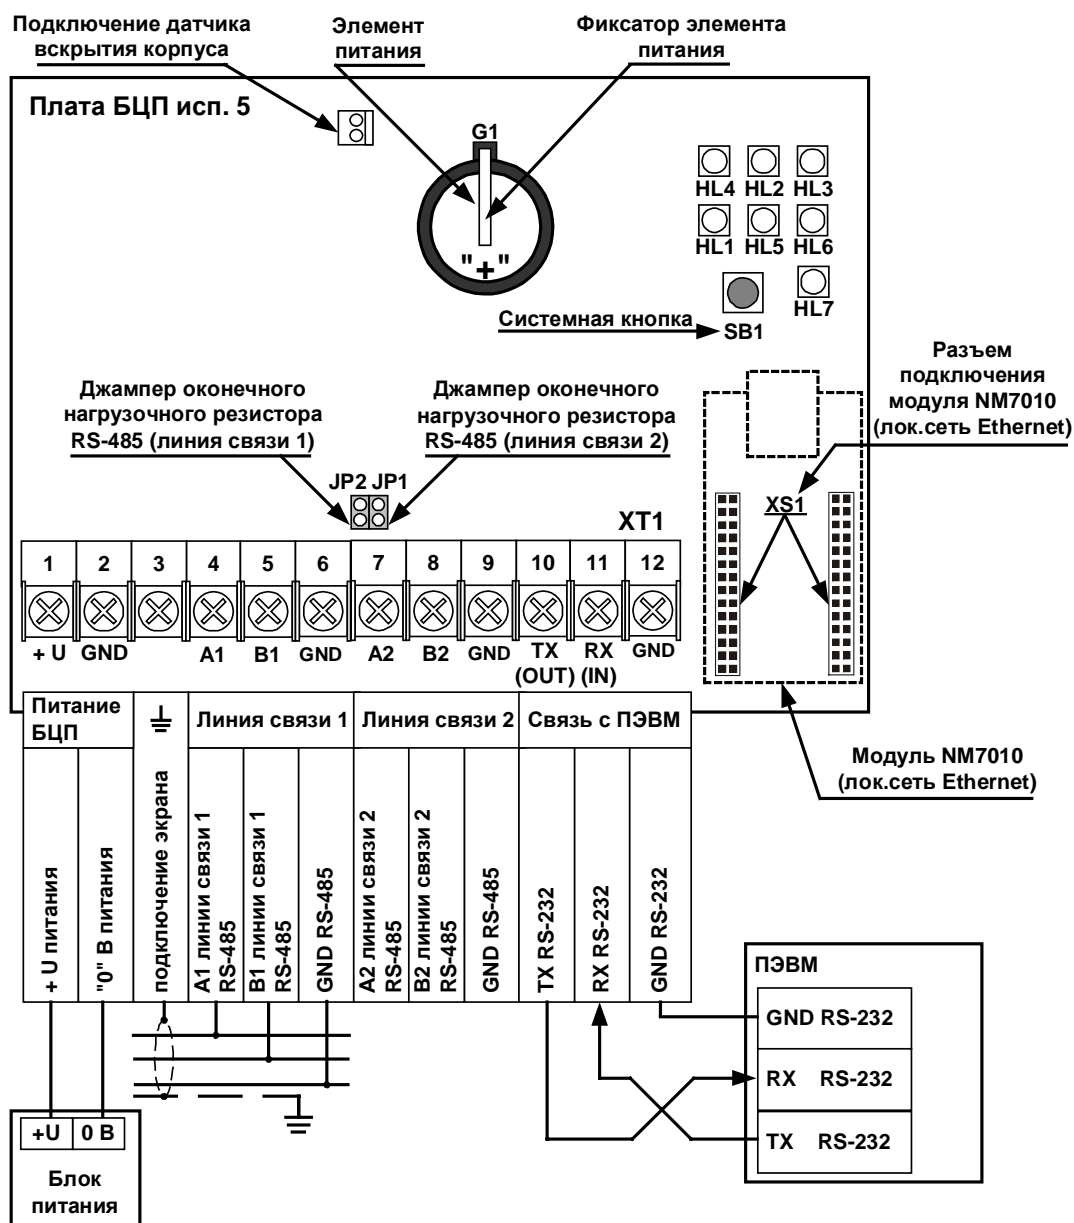 Подключение датчика
вскрытия корпуса
Элемент
питания
Фиксатор элемента
питания
Плата БЦП исп. 5
G1
"+"
HL4 HL2 HL3
HL1 HL5 HL6
HL7
Системная кнопка
SB1
Разъем
подключения
модуля NM7010
(лок.сеть Ethernet)
Джампер оконечного
нагрузочного резистора
RS-485 (линия связи 1)
Джампер оконечного
нагрузочного резистора
RS-485 (линия связи 2)
JP2 JP1
XS1
XT1
1 2 3 4 5 6 7 8 9 10 11 12
+ U GND A1 B1 GND A2 B2 GND TX RX GND
(OUT) (IN)
Питание
БЦП
Линия связи 1
Линия связи 2
Связь с ПЭВМ
Модуль NM7010
(лок.сеть Ethernet)
+ U питания
"0" В питания
подключение экрана
A1 линии связи 1
RS-485
B1 линии связи 1
RS-485
GND RS-485
A2 линии связи 2
RS-485
B2 линии связи 2
RS-485
GND RS-485
TX RS-232
RX RS-232
GND RS-232
ПЭВМ
GND RS-232
RX RS-232
TX RS-232
+U 0 В
Блок
питания